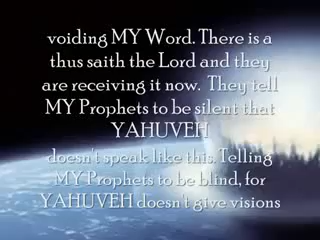 voiding MY Word. There is a
thus saith the Lord and they
are receiving it now. They tell
MY Prophets to be silent that
YAHUVEH
doesn't speak like this. Telling
MY Prophets to be blind, for
YAHUVEH doesn't give visions